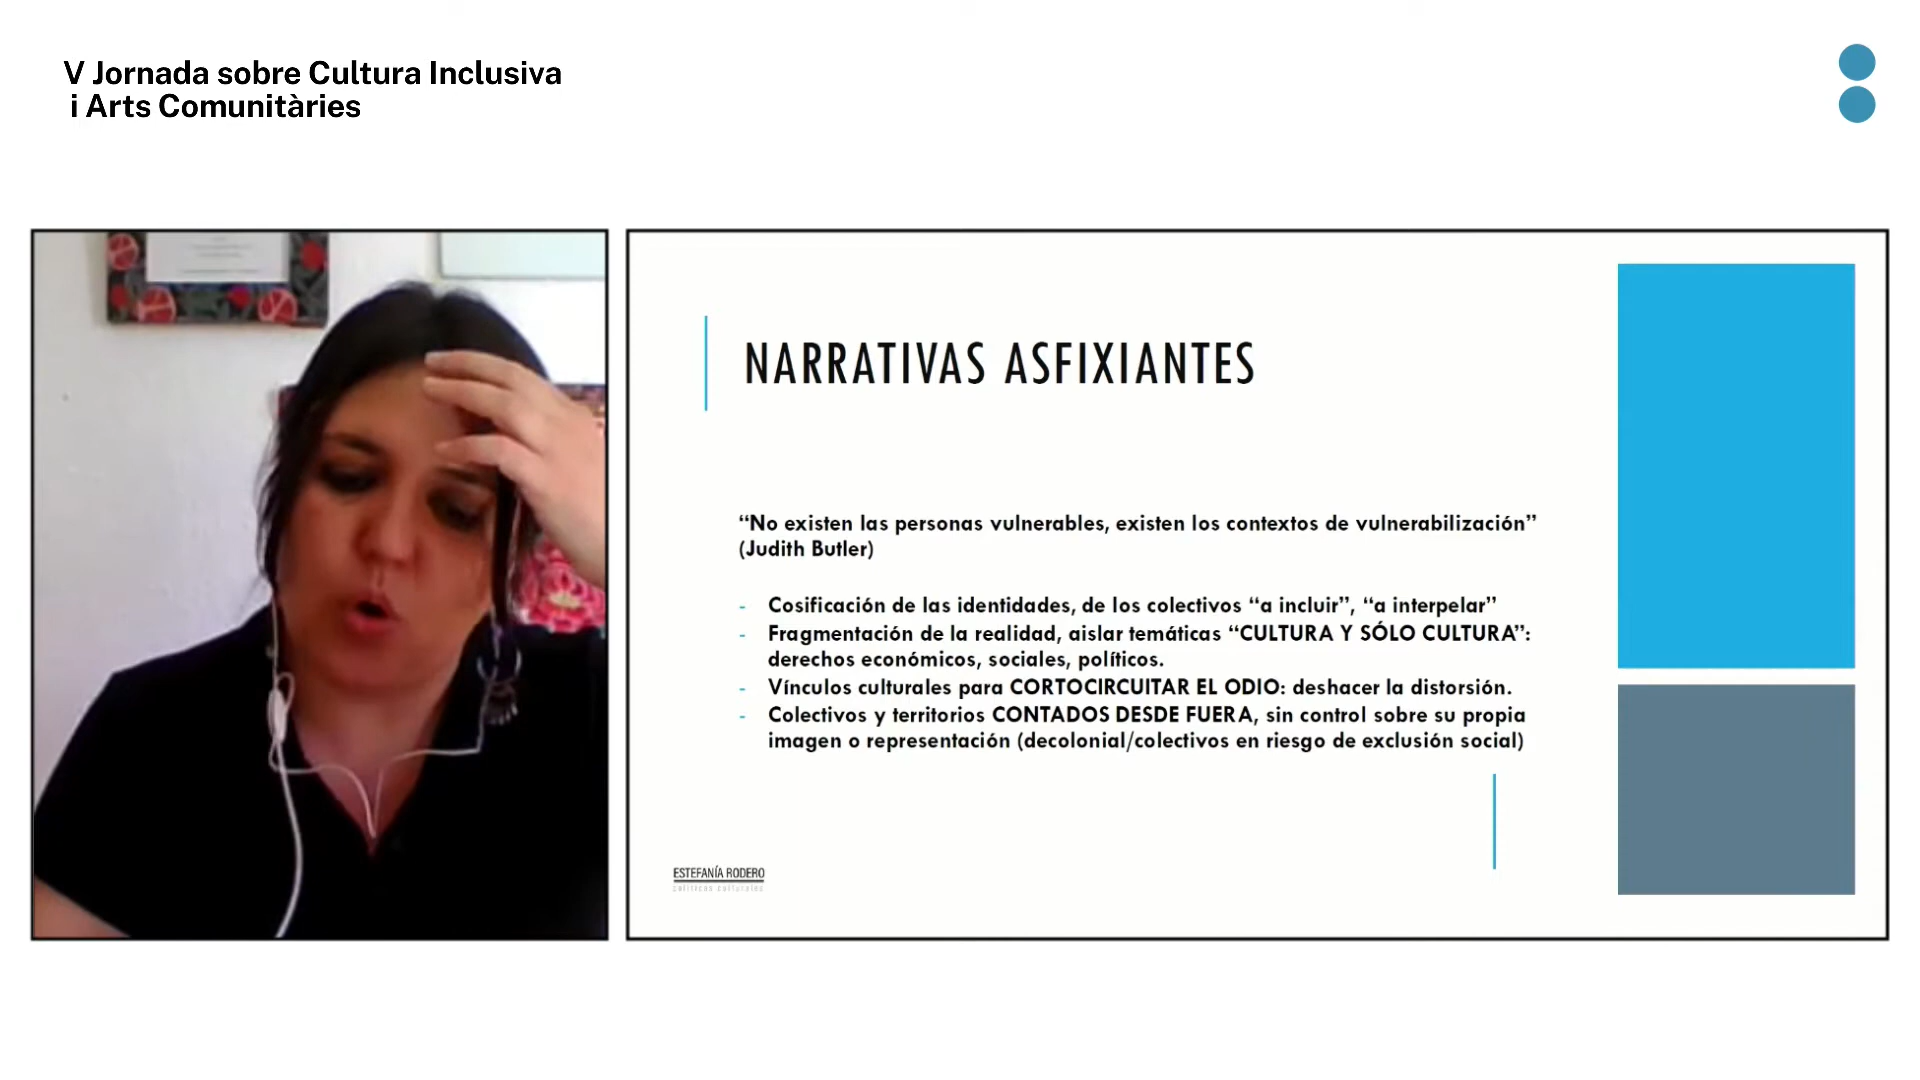 V Jornada sobre Cultura Inclusiva
i Arts Comunitàries
NARRATIVAS ASFIXIANTES
“No existen las personas vulnerables, existen los contextos de vulnerabilización”
(Judith Butler)
- Cosificación de las identidades, de los colectivos “a incluir”, “a interpelar”
- Fragmentación de la realidad, aislar temáticas “CULTURA Y SÓLO CULTURA”:
derechos económicos, sociales, políticos.
- Vínculos culturales para CORTOCIRCUITAR EL ODIO: deshacer la distorsión.
- Colectivos y territorios CONTADOS DESDE FUERA, sin control sobre su propia
imagen o representación (decolonial/colectivos en riesgo de exclusión social)
ESTEFANÍA RODERO
políticas culturales